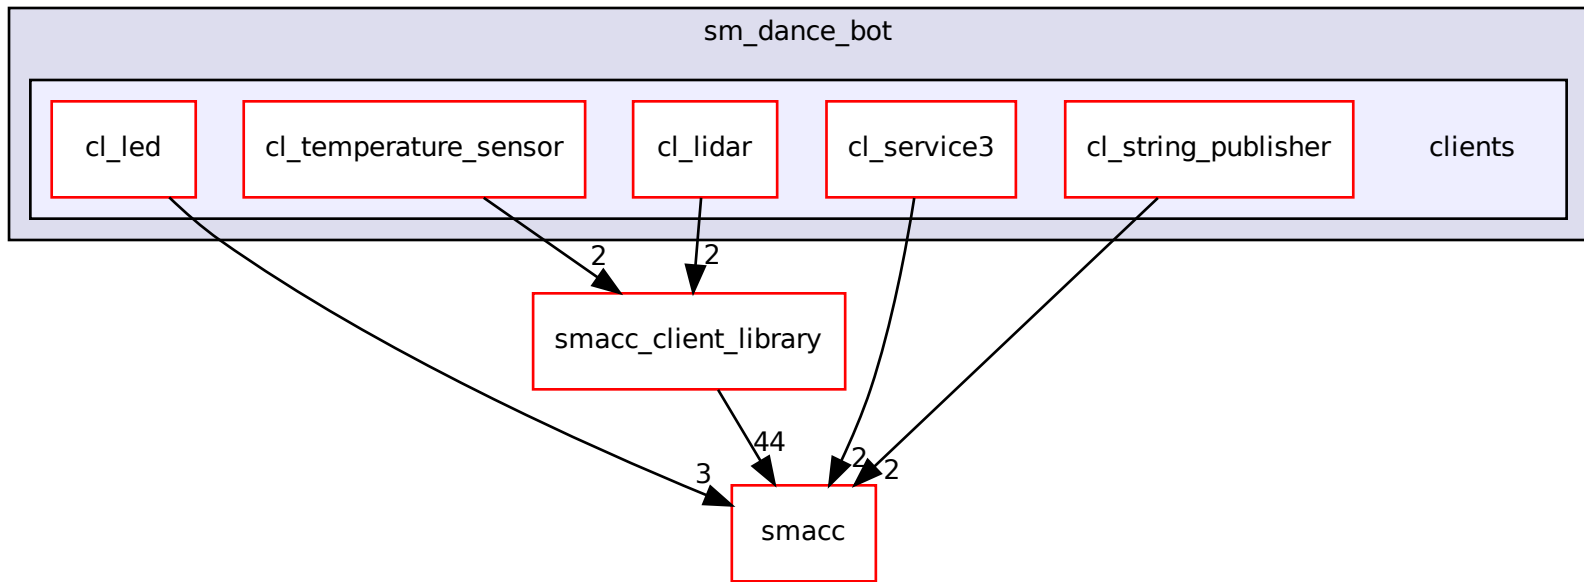 sm_dance_bot
cl_led
cl_temperature_sensor
cl_lidar
cl_service3
cl_string_publisher
clients
2
2
smacc_client_library
44
3
2
2
smacc